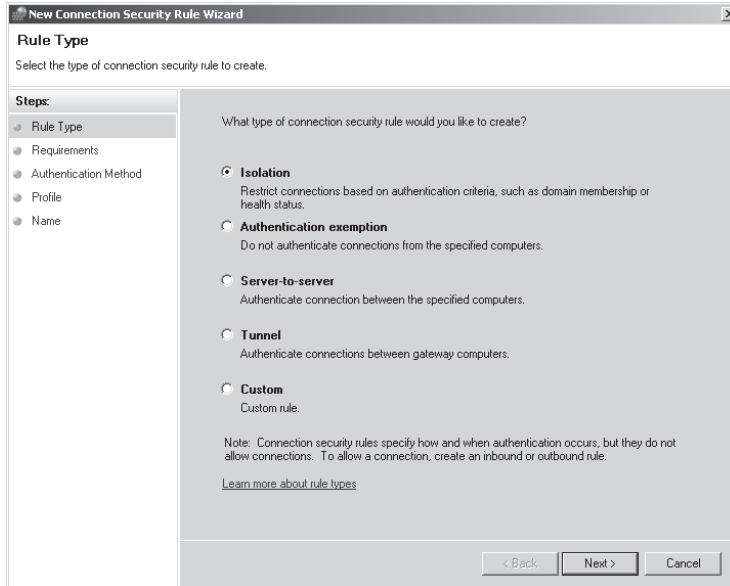 New Connection Security Rule Wizard
Rule Type
Select the type of connection security rule to create.
Steps:
Rule Type
Requirements
Authentication Method
Profile
Name
What type of connection security rule would you like to create?
Isolation
Restrict connections based on authentication criteria, such as domain membership or
health status.
Authentication exemption
Do not authenticate connections from the specified computers.
Server-to-server
Authenticate connection between the specified computers.
Tunnel
Authenticate connections between gateway computers.
Custom
Custom rule.
Note: Connection security rules specify how and when authentication occurs, but they do not
allow connections. To allow a connection, create an inbound or outbound rule.
Learn more about rule types
< Back
Next >
Cancel